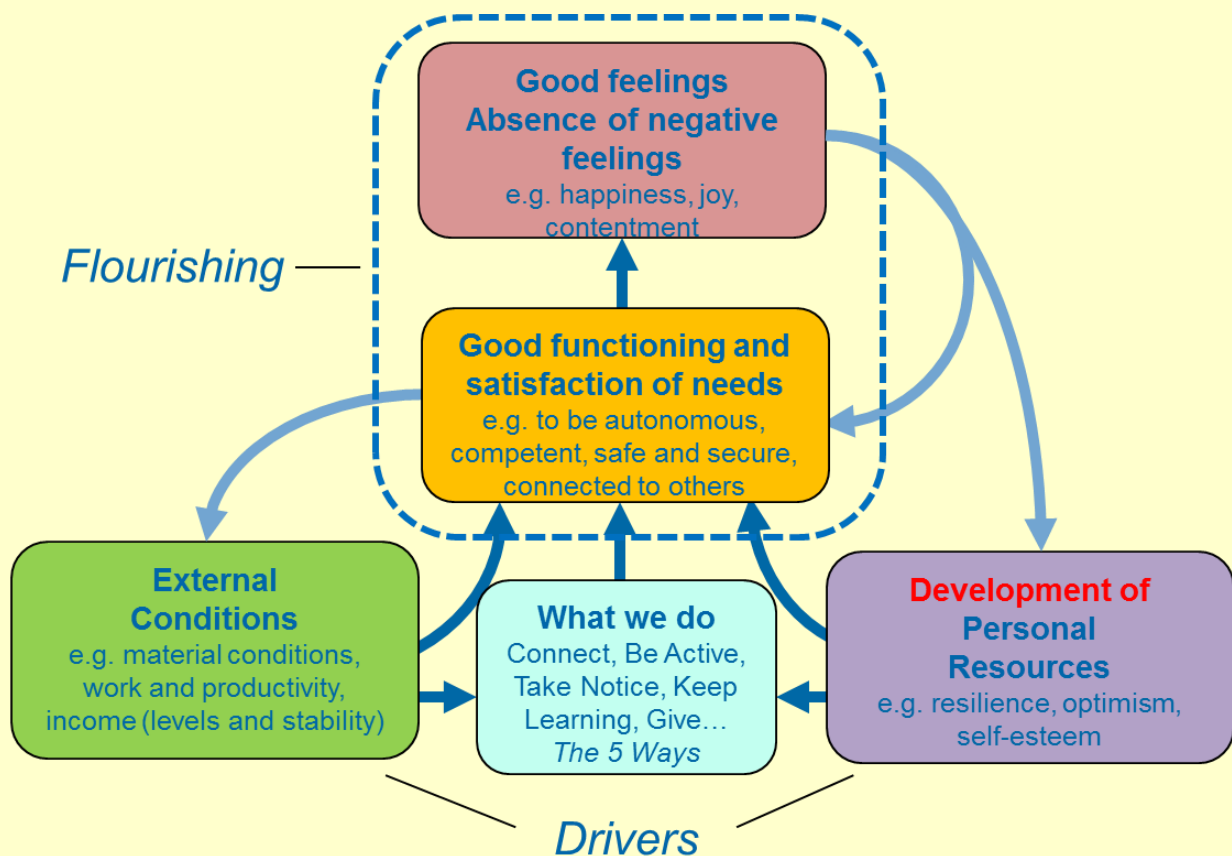 Good feelings
Absence of negative
feelings
e.g. happiness, joy,
contentment
Flourishing
Good functioning and
satisfaction of needs
e.g. to be autonomous,
competent, safe and secure,
connected to others
External
Conditions
e.g. material conditions,
work and productivity,
income (levels and stability)
What we do
Connect, Be Active,
Take Notice, Keep
Learning, Give…
The 5 Ways
Development of
Personal
Resources
e.g. resilience, optimism,
self-esteem
Drivers